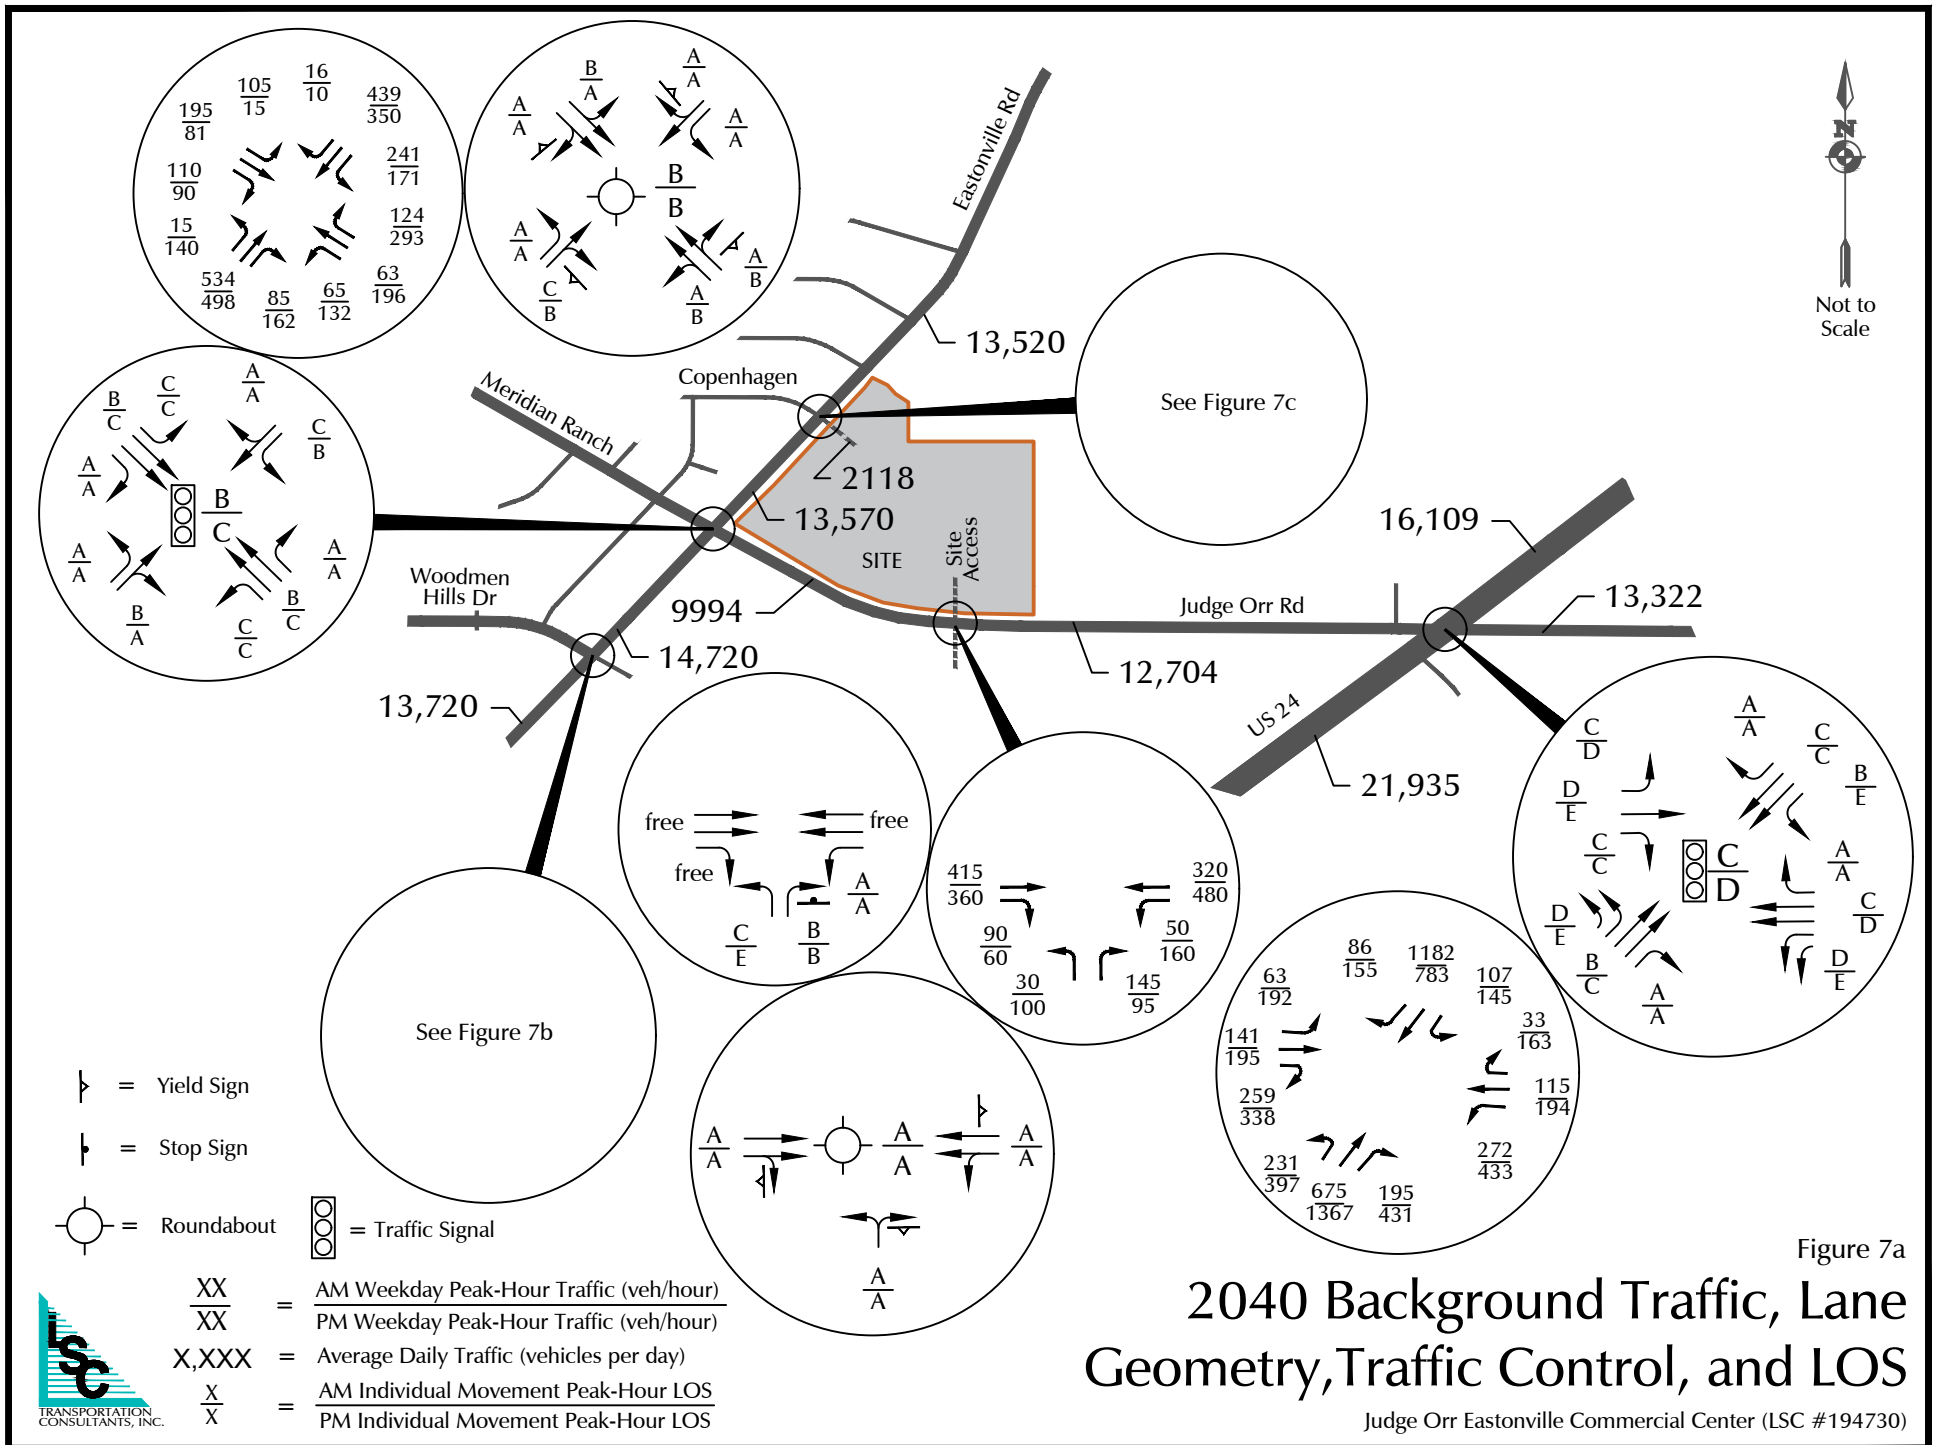 16
10
105
15
439
350
195
81
241
171
110
90
124
293
15
140
63
196
534
498
65
132
85
162
B
A
A
A
A
A
A
A
B
B
A
A
A
B
C
B
A
B
Eastonville Rd
N
Not to
Scale
13,520
Copenhagen
Meridian Ranch
See Figure 7c
2118
13,570
SITE
Site
Access
9994
Woodmen
Hills Dr
14,720
13,720
Judge Orr Rd
12,704
16,109
13,322
US 24
21,935
A
A
C
C
B
C
C
B
A
A
B
C
A
A
A
A
B
C
B
A
C
C
free
free
free
A
A
C
E
B
B
415
360
320
480
90
60
50
160
30
100
145
95
A
A
C
D
C
C
B
E
D
E
C
C
C
D
A
A
C
D
D
E
B
C
D
E
A
A
86
155
1182
783
63
192
107
145
33
163
141
195
115
194
259
338
272
433
231
397
675
1367
195
431
See Figure 7b
A
A
A
A
A
A
A
A
= Yield Sign
= Stop Sign
= Roundabout
= Traffic Signal
XX
XX
=
AM Weekday Peak-Hour Traffic (veh/hour)
PM Weekday Peak-Hour Traffic (veh/hour)
X,XXX = Average Daily Traffic (vehicles per day)
X
X
=
AM Individual Movement Peak-Hour LOS
PM Individual Movement Peak-Hour LOS
LSC
TRANSPORTATION
CONSULTANTS, INC.
Figure 7a
2040 Background Traffic, Lane
Geometry,Traffic Control, and LOS
Judge Orr Eastonville Commercial Center (LSC #194730)